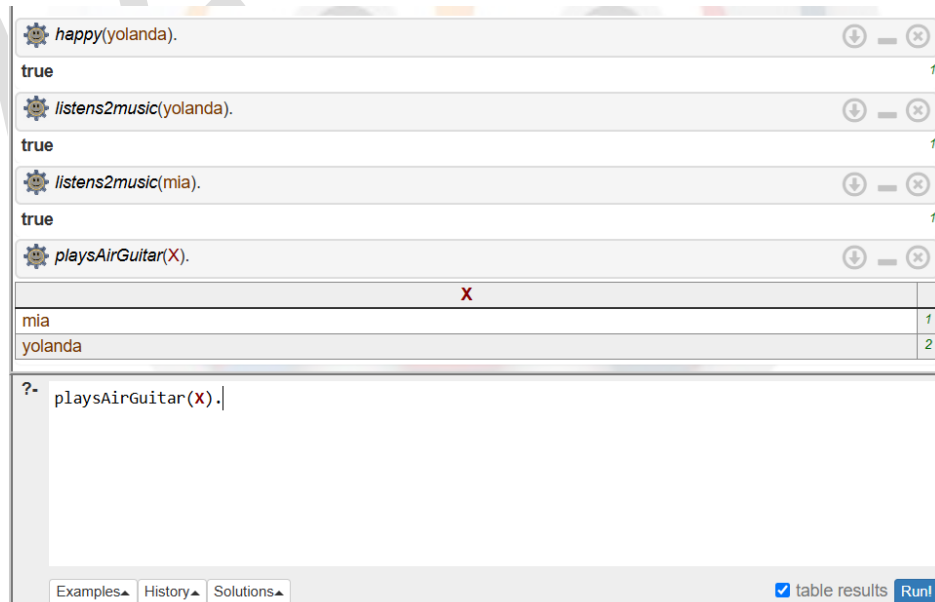 happy(yolanda).
true 1
listens2music(yolanda).
true 1
listens2music(mia).
true 1
playsAirGuitar(X).
X
mia 1
yolanda 2
?- playsAirGuitar(X).
Examples▴ History▴ Solutions▴ table results Run!